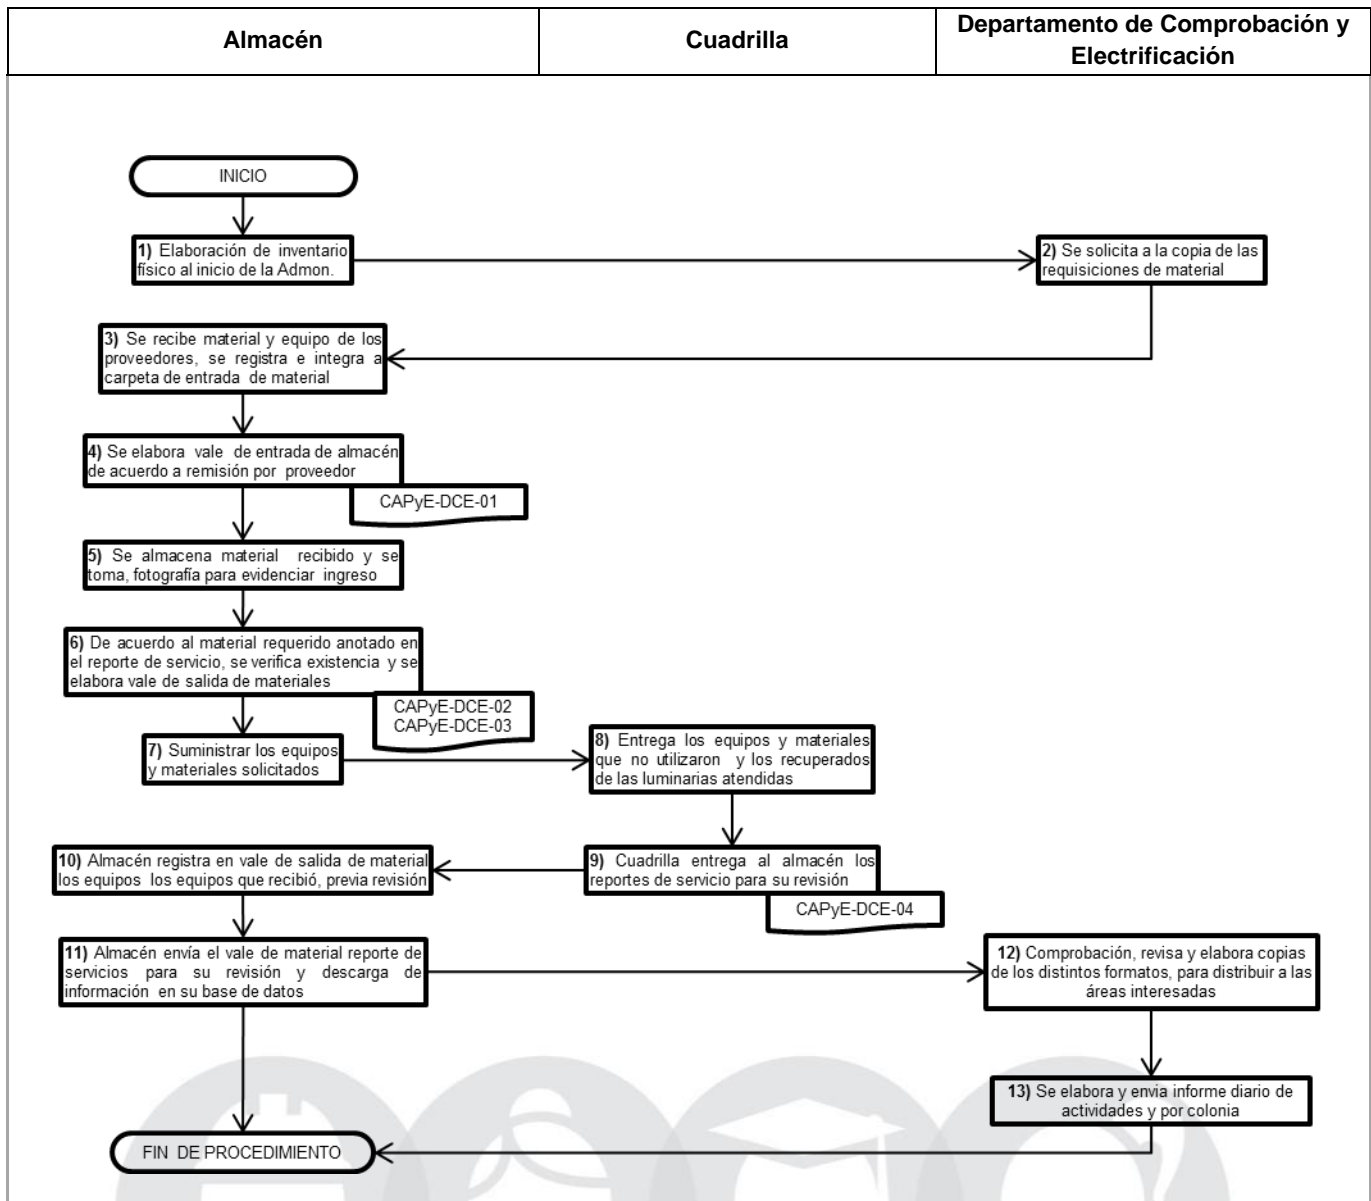 Almacén
Cuadrilla
Departamento de Comprobación y
Electrificación
INICIO
1) Elaboración de inventario
físico al inicio de la Admon.
2) Se solicita a la copia de las
requisiciones de material
3) Se recibe material y equipo de los
proveedores, se registra e integra a
carpeta de entrada de material
4) Se elabora vale de entrada de almacén
de acuerdo a remisión por proveedor
CAPyE-DCE-01
5) Se almacena material recibido y se
toma, fotografía para evidenciar ingreso
6) De acuerdo al material requerido anotado en
el reporte de servicio, se verifica existencia y se
elabora vale de salida de materiales
CAPyE-DCE-02
CAPyE-DCE-03
7) Suministrar los equipos
y materiales solicitados
8) Entrega los equipos y materiales
que no utilizaron y los recuperados
de las luminarias atendidas
9) Cuadrilla entrega al almacén los
reportes de servicio para su revisión
CAPyE-DCE-04
10) Almacén registra en vale de salida de material
los equipos los equipos que recibió, previa revisión
11) Almacén envía el vale de material reporte de
servicios para su revisión y descarga de
información en su base de datos
12) Comprobación, revisa y elabora copias
de los distintos formatos, para distribuir a las
áreas interesadas
13) Se elabora y envia informe diario de
actividades y por colonia
FIN DE PROCEDIMIENTO